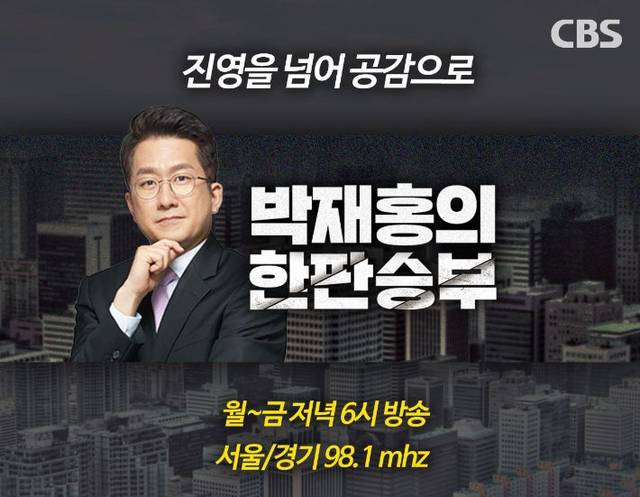 CBS
진영을 넘어 공감으로
박재홍의
한판승부
월~금 저녁 6시 방송
서울/경기 98.1 mhz